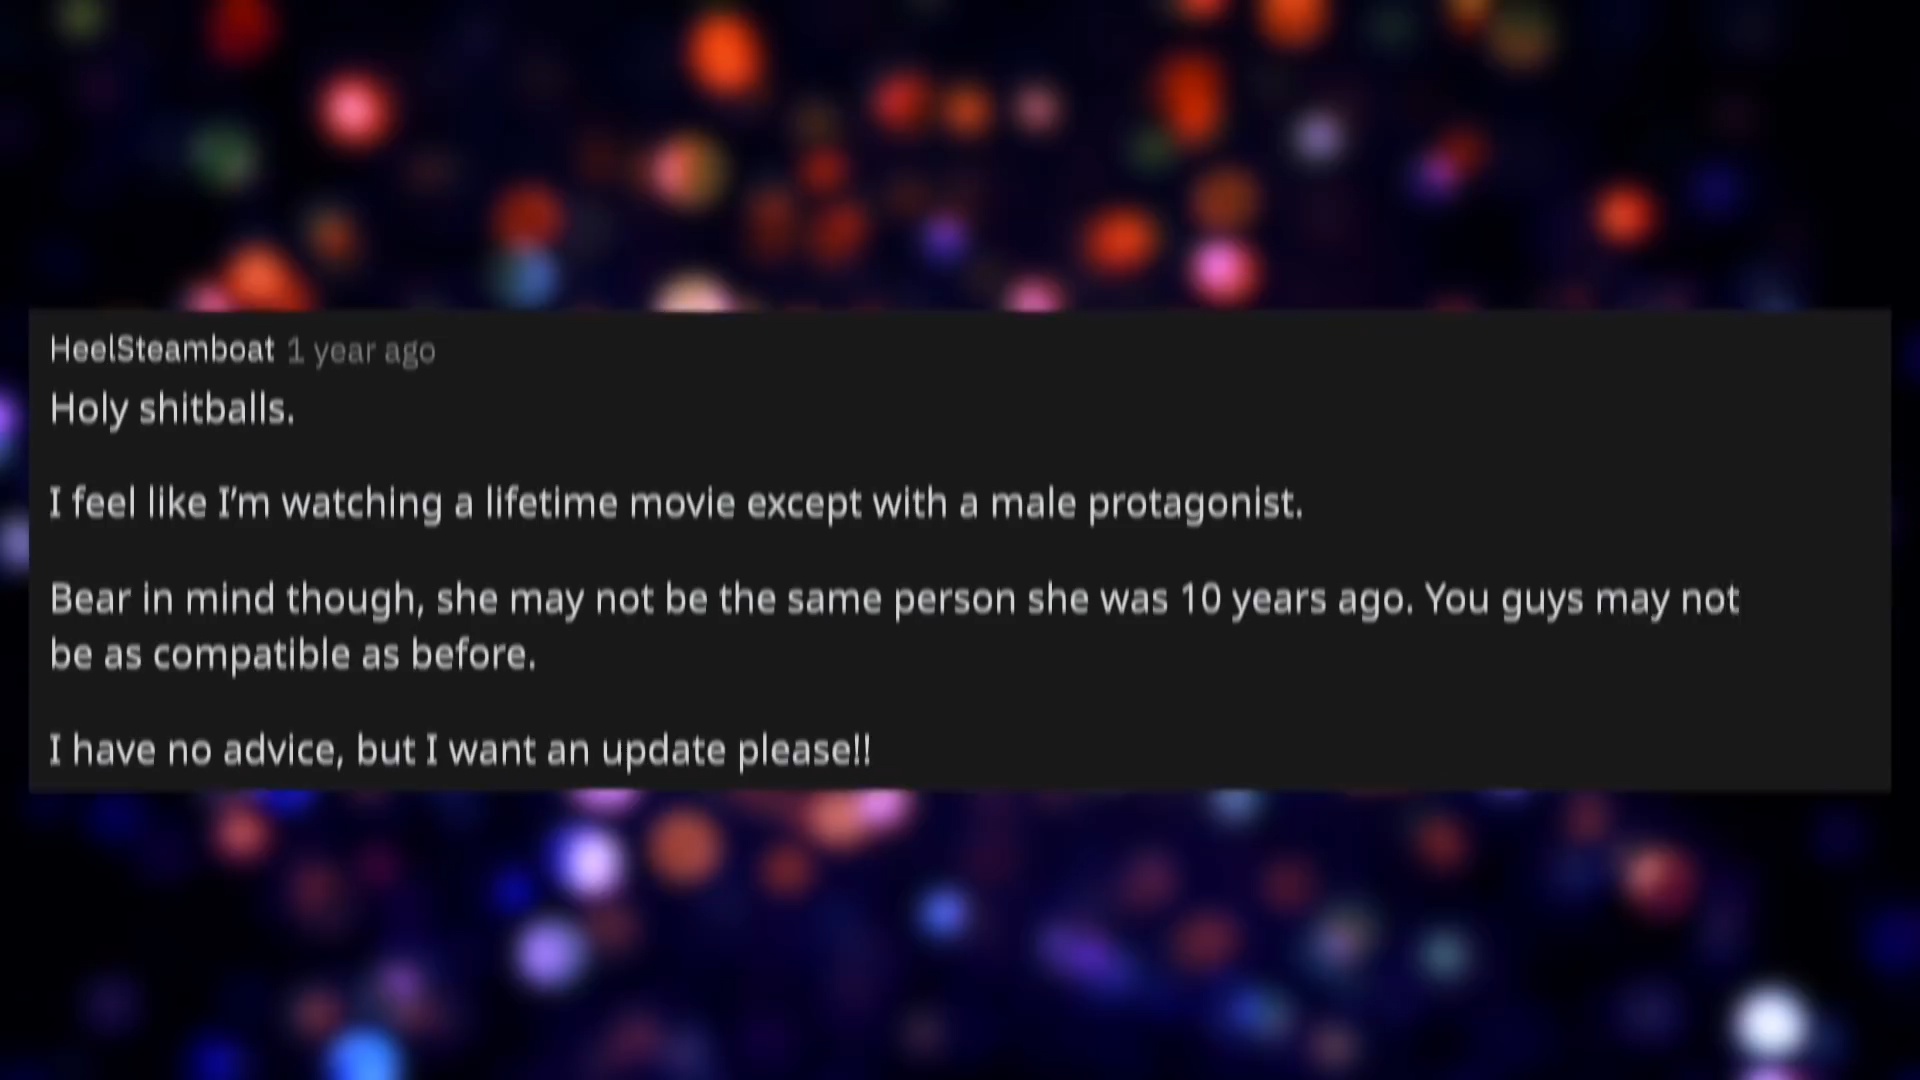 HeelSteamboat 1 year ago
Holy shitballs.
I feel like I’m watching a lifetime movie except with a male protagonist.
Bear in mind though, she may not be the same person she was 10 years ago. You guys may not
be as compatible as before.
I have no advice, but I want an update please!!